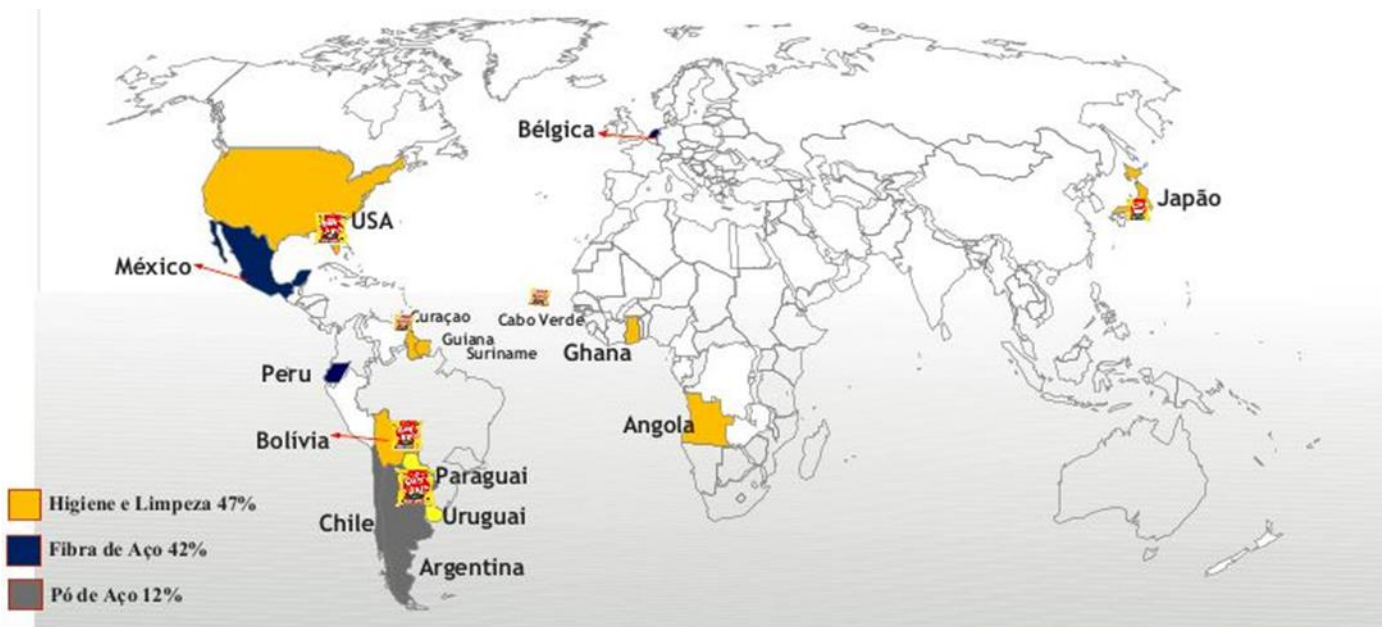 Bélgica
Japão
USA
México
Curaçao
Cabo Verde
Guiana
Suriname
Ghana
Peru
Angola
Bolívia
Paraguai
Higiene e Limpeza 47%
Chile
Uruguai
Fibra de Aço 42%
Argentina
Pó de Aço 12%